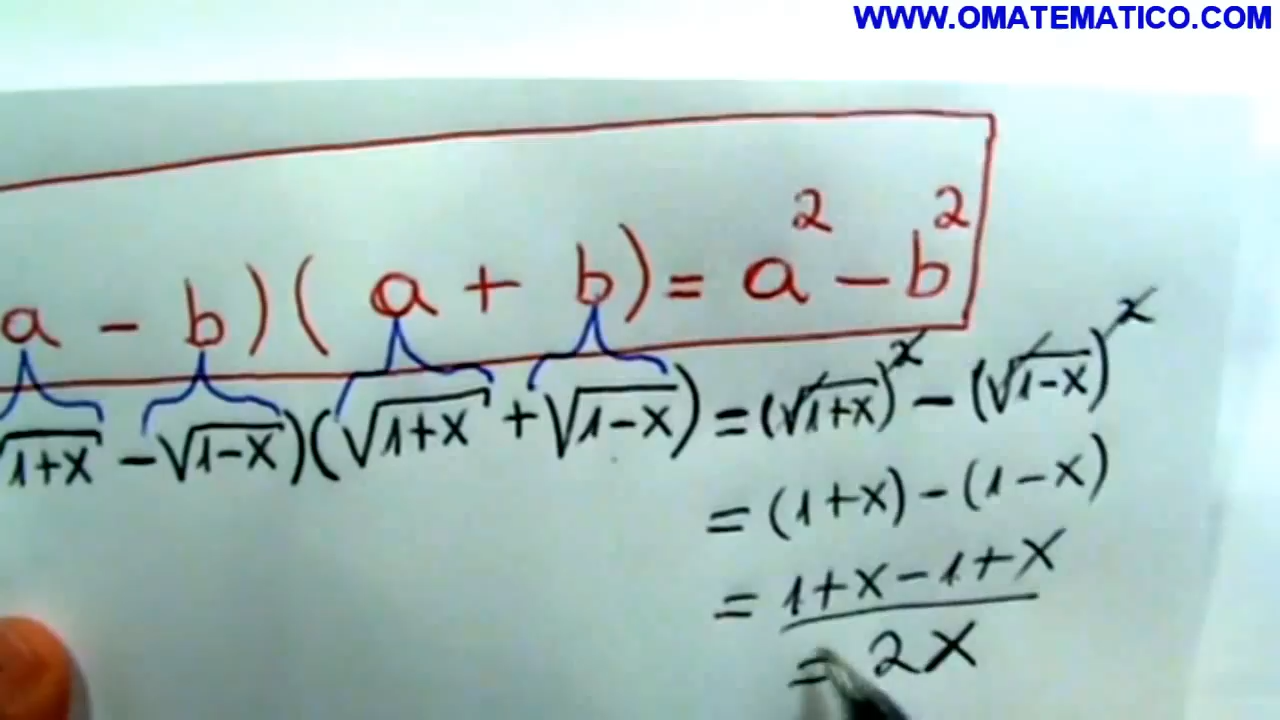 WWW.OMATEMATICO.COM
a - b)(a + b) = a² - b²
√1+x - √1-x)(√1+x + √1-x) = (√1+x)² - (√1-x)²
= (1+x) - (1-x)
= 1+x-1+x
= 2x